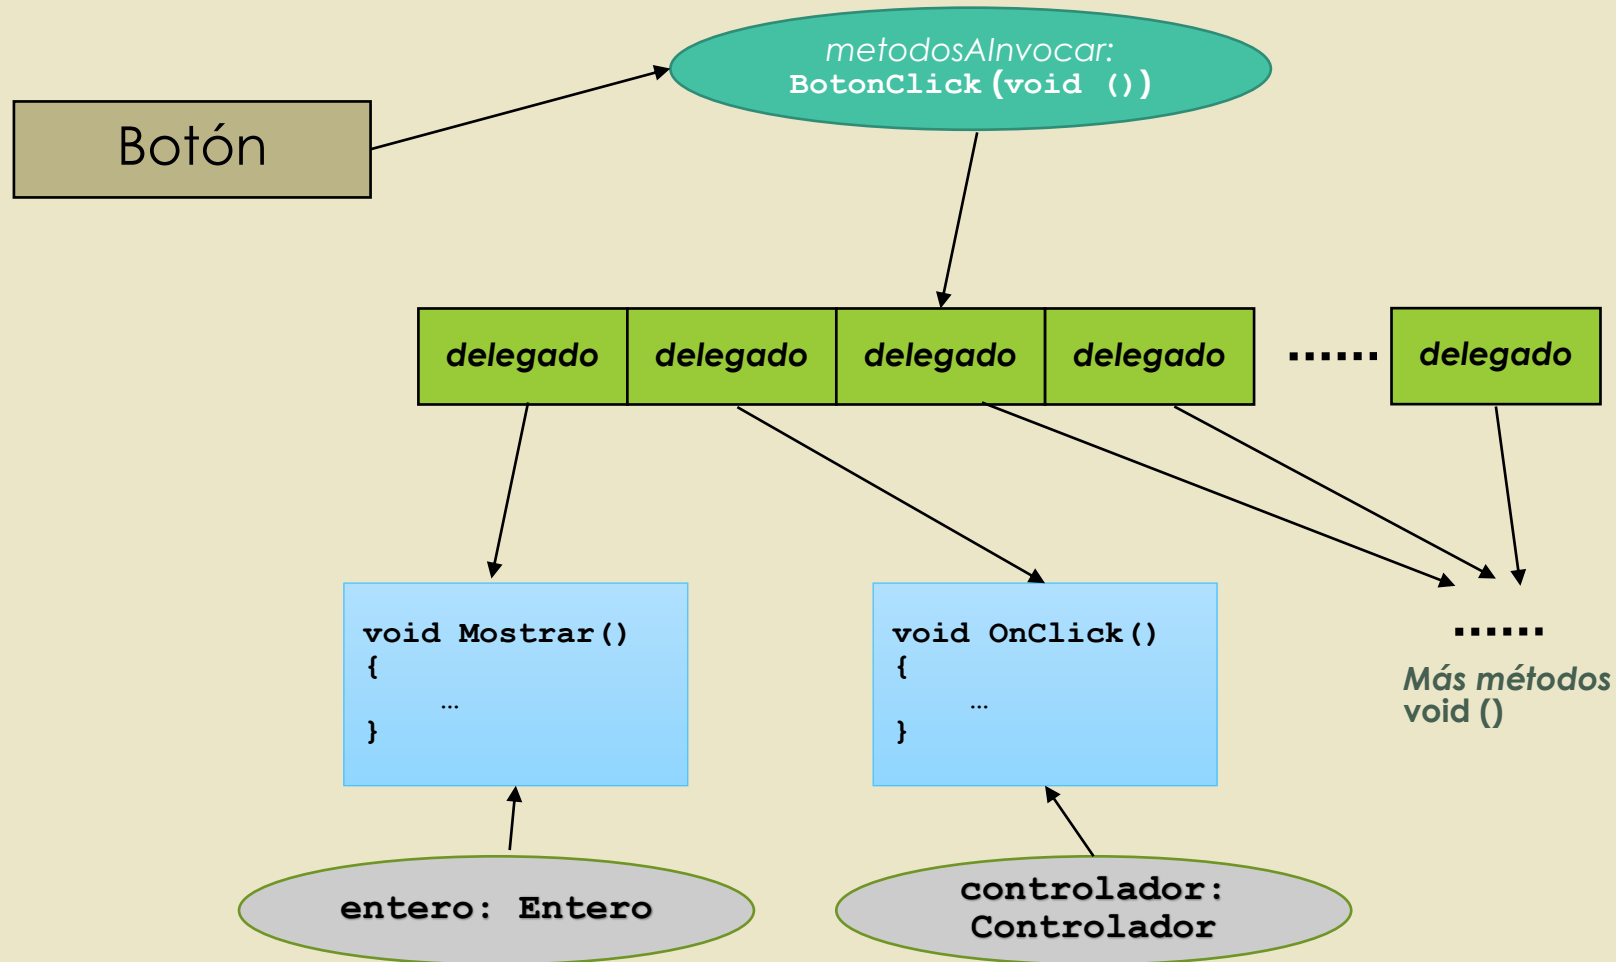 metodosAInvocar:
BotonClick (void ())
Botón
delegado delegado delegado delegado ...... delegado
void Mostrar()
{
…
}
void OnClick()
{
…
}
......
Más métodos
void ()
entero: Entero
controlador:
Controlador